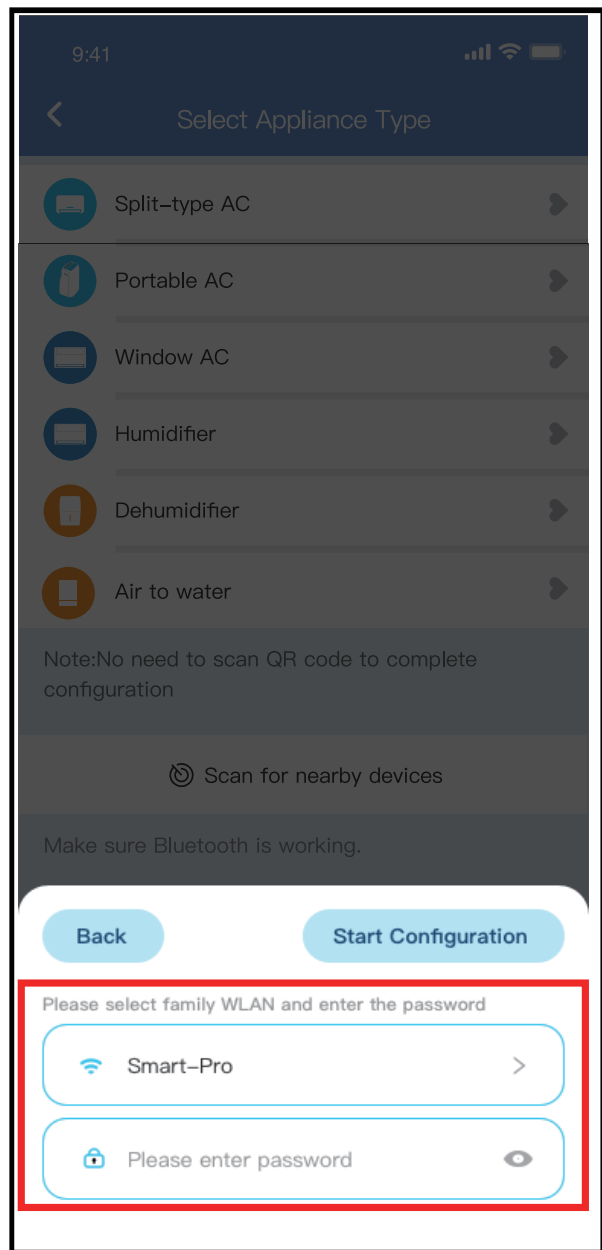 9:41
Select Appliance Type
Split-type AC
Portable AC
Window AC
Humidifier
Dehumidifier
Air to water
Note:No need to scan QR code to complete
configuration
Scan for nearby devices
Make sure Bluetooth is working.
Back
Start Configuration
Please select family WLAN and enter the password
Smart-Pro
Please enter password